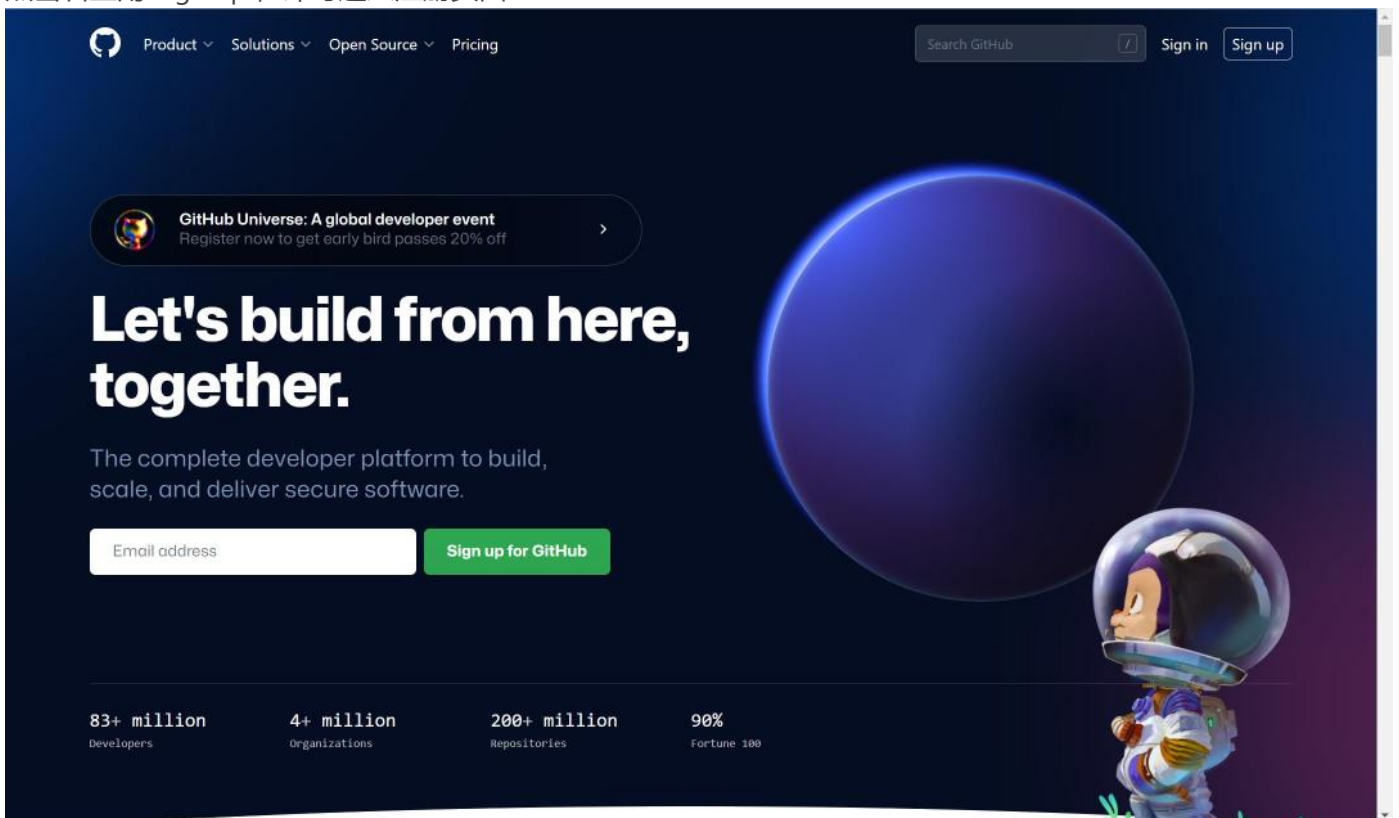 Product
Solutions
Open Source
Pricing
Search GitHub
/
Sign in
Sign up
GitHub Universe: A global developer event
Register now to get early bird passes 20% off
Let's build from here,
together.
The complete developer platform to build,
scale, and deliver secure software.
Email address
Sign up for GitHub
83+ million
Developers
4+ million
Organizations
200+ million
Repositories
90%
Fortune 100